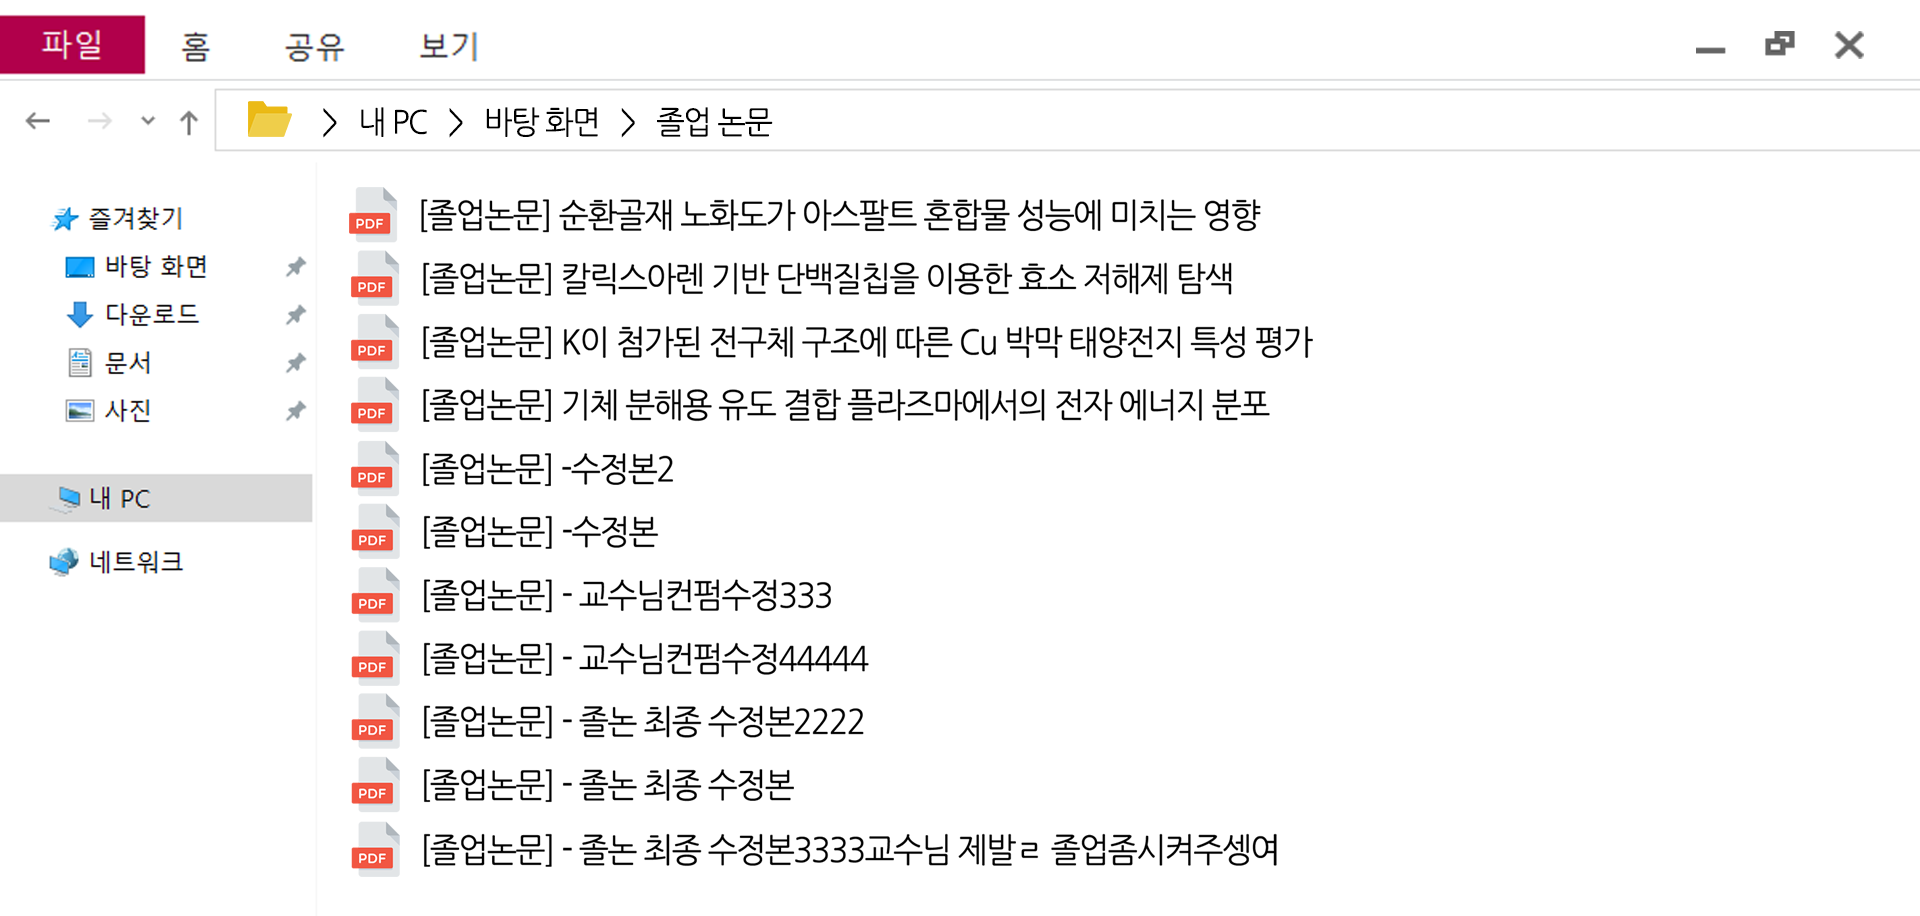 파일 홈 공유 보기
내 PC > 바탕 화면 > 졸업 논문
즐겨찾기
바탕 화면
다운로드
문서
사진
내 PC
네트워크
PDF [졸업논문] 순환골재 노화도가 아스팔트 혼합물 성능에 미치는 영향
PDF [졸업논문] 칼릭스아렌 기반 단백질칩을 이용한 효소 저해제 탐색
PDF [졸업논문] K이 첨가된 전구체 구조에 따른 Cu 박막 태양전지 특성 평가
PDF [졸업논문] 기체 분해용 유도 결합 플라즈마에서의 전자 에너지 분포
PDF [졸업논문] -수정본2
PDF [졸업논문] -수정본
PDF [졸업논문] - 교수님컨펌수정333
PDF [졸업논문] - 교수님컨펌수정44444
PDF [졸업논문] - 졸논 최종 수정본2222
PDF [졸업논문] - 졸논 최종 수정본
PDF [졸업논문] - 졸논 최종 수정본3333교수님 제발ㄹ 졸업좀시켜주셍여